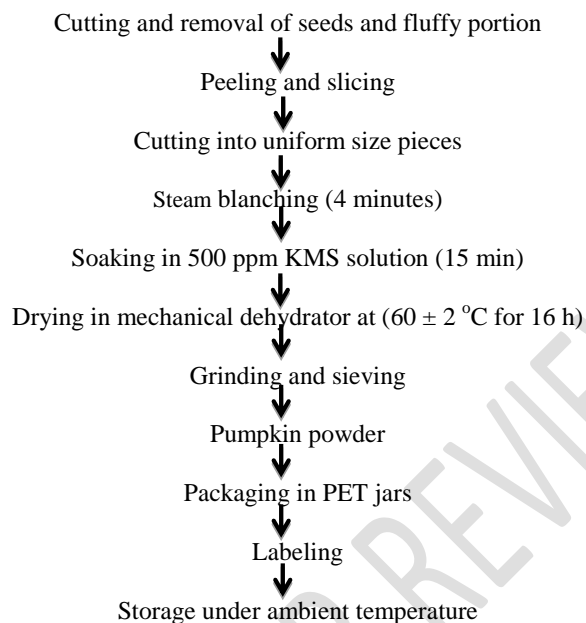 Cutting and removal of seeds and fluffy portion
Peeling and slicing
Cutting into uniform size pieces
Steam blanching (4 minutes)
Soaking in 500 ppm KMS solution (15 min)
Drying in mechanical dehydrator at (60 ± 2 °C for 16 h)
Grinding and sieving
Pumpkin powder
Packaging in PET jars
Labeling
Storage under ambient temperature
REVIEW